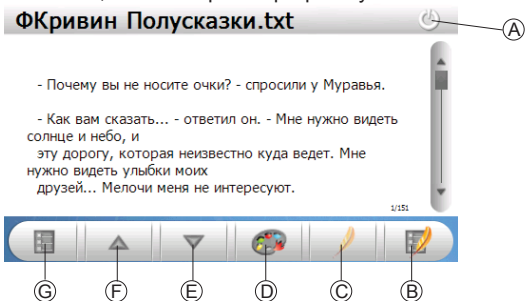 ФКривин Полусказки.txt
A
- Почему вы не носите очки? - спросили у Муравья.
- Как вам сказать... - ответил он. - Мне нужно видеть
солнце и небо, и
эту дорогу, которая неизвестно куда ведет. Мне
нужно видеть улыбки моих
друзей... Мелочи меня не интересуют.
1/151
G F E D C B